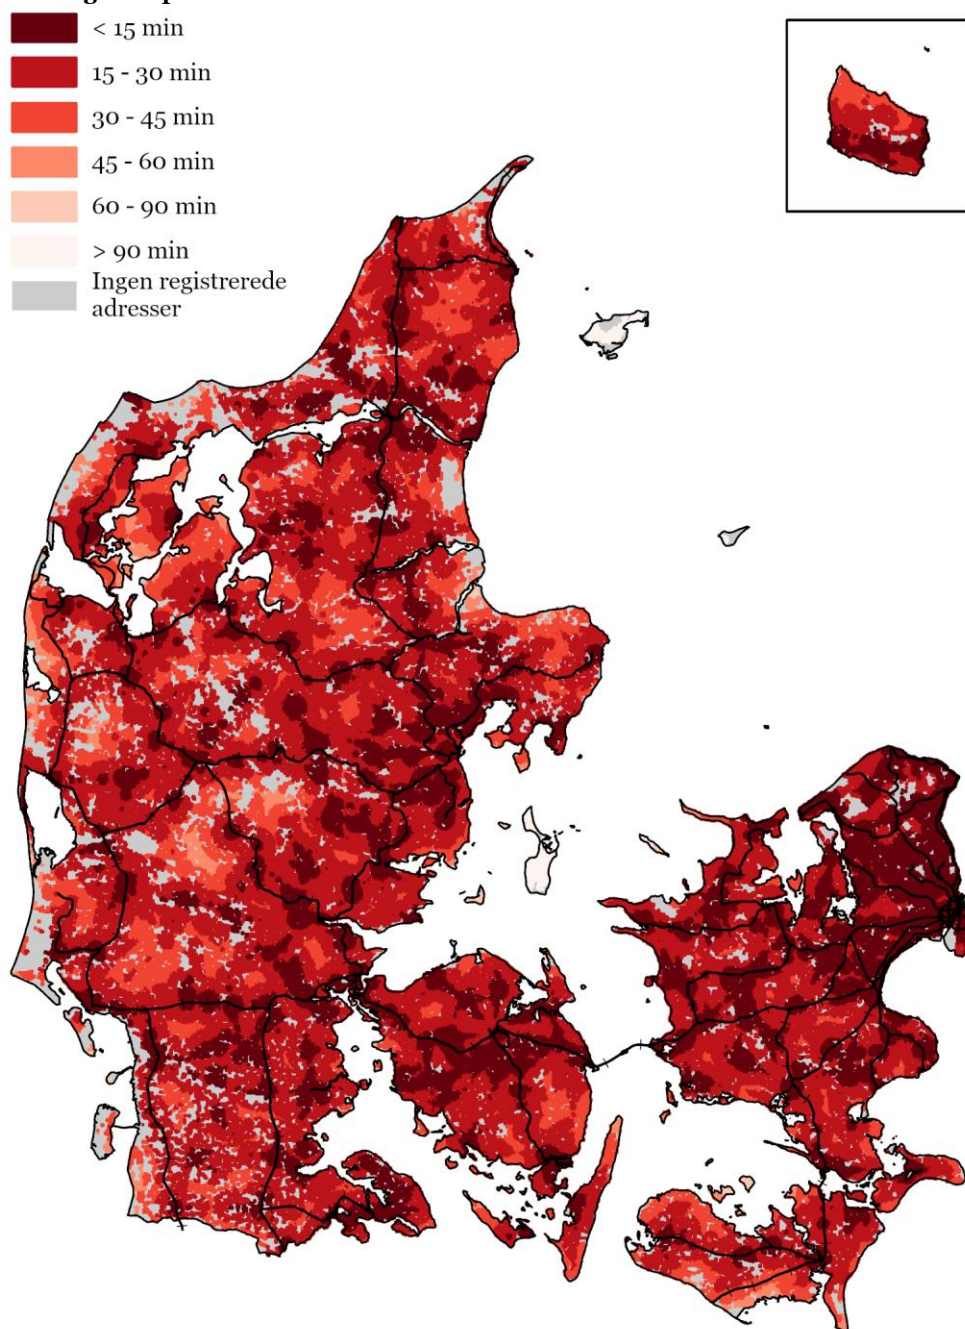 < 15 min
15 - 30 min
30 - 45 min
45 - 60 min
60 - 90 min
> 90 min
Ingen registrerede
adresser